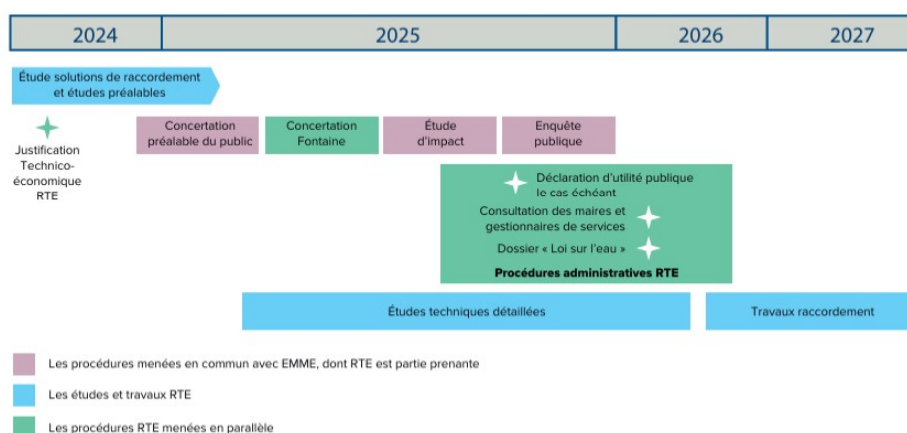 2024
2025
2026
2027
Étude solutions de raccordement
et études préalables
Justification
Technico-
économique
RTE
Concertation
préalable du public
Concertation
Fontaine
Étude
d'impact
Enquête
publique
Déclaration d'utilité publique
le cas échéant
Consultation des maires et
gestionnaires de services
Dossier « Loi sur l'eau »
Procédures administratives RTE
Études techniques détaillées
Travaux raccordement
Les procédures menées en commun avec EMME, dont RTE est partie prenante
Les études et travaux RTE
Les procédures RTE menées en parallèle